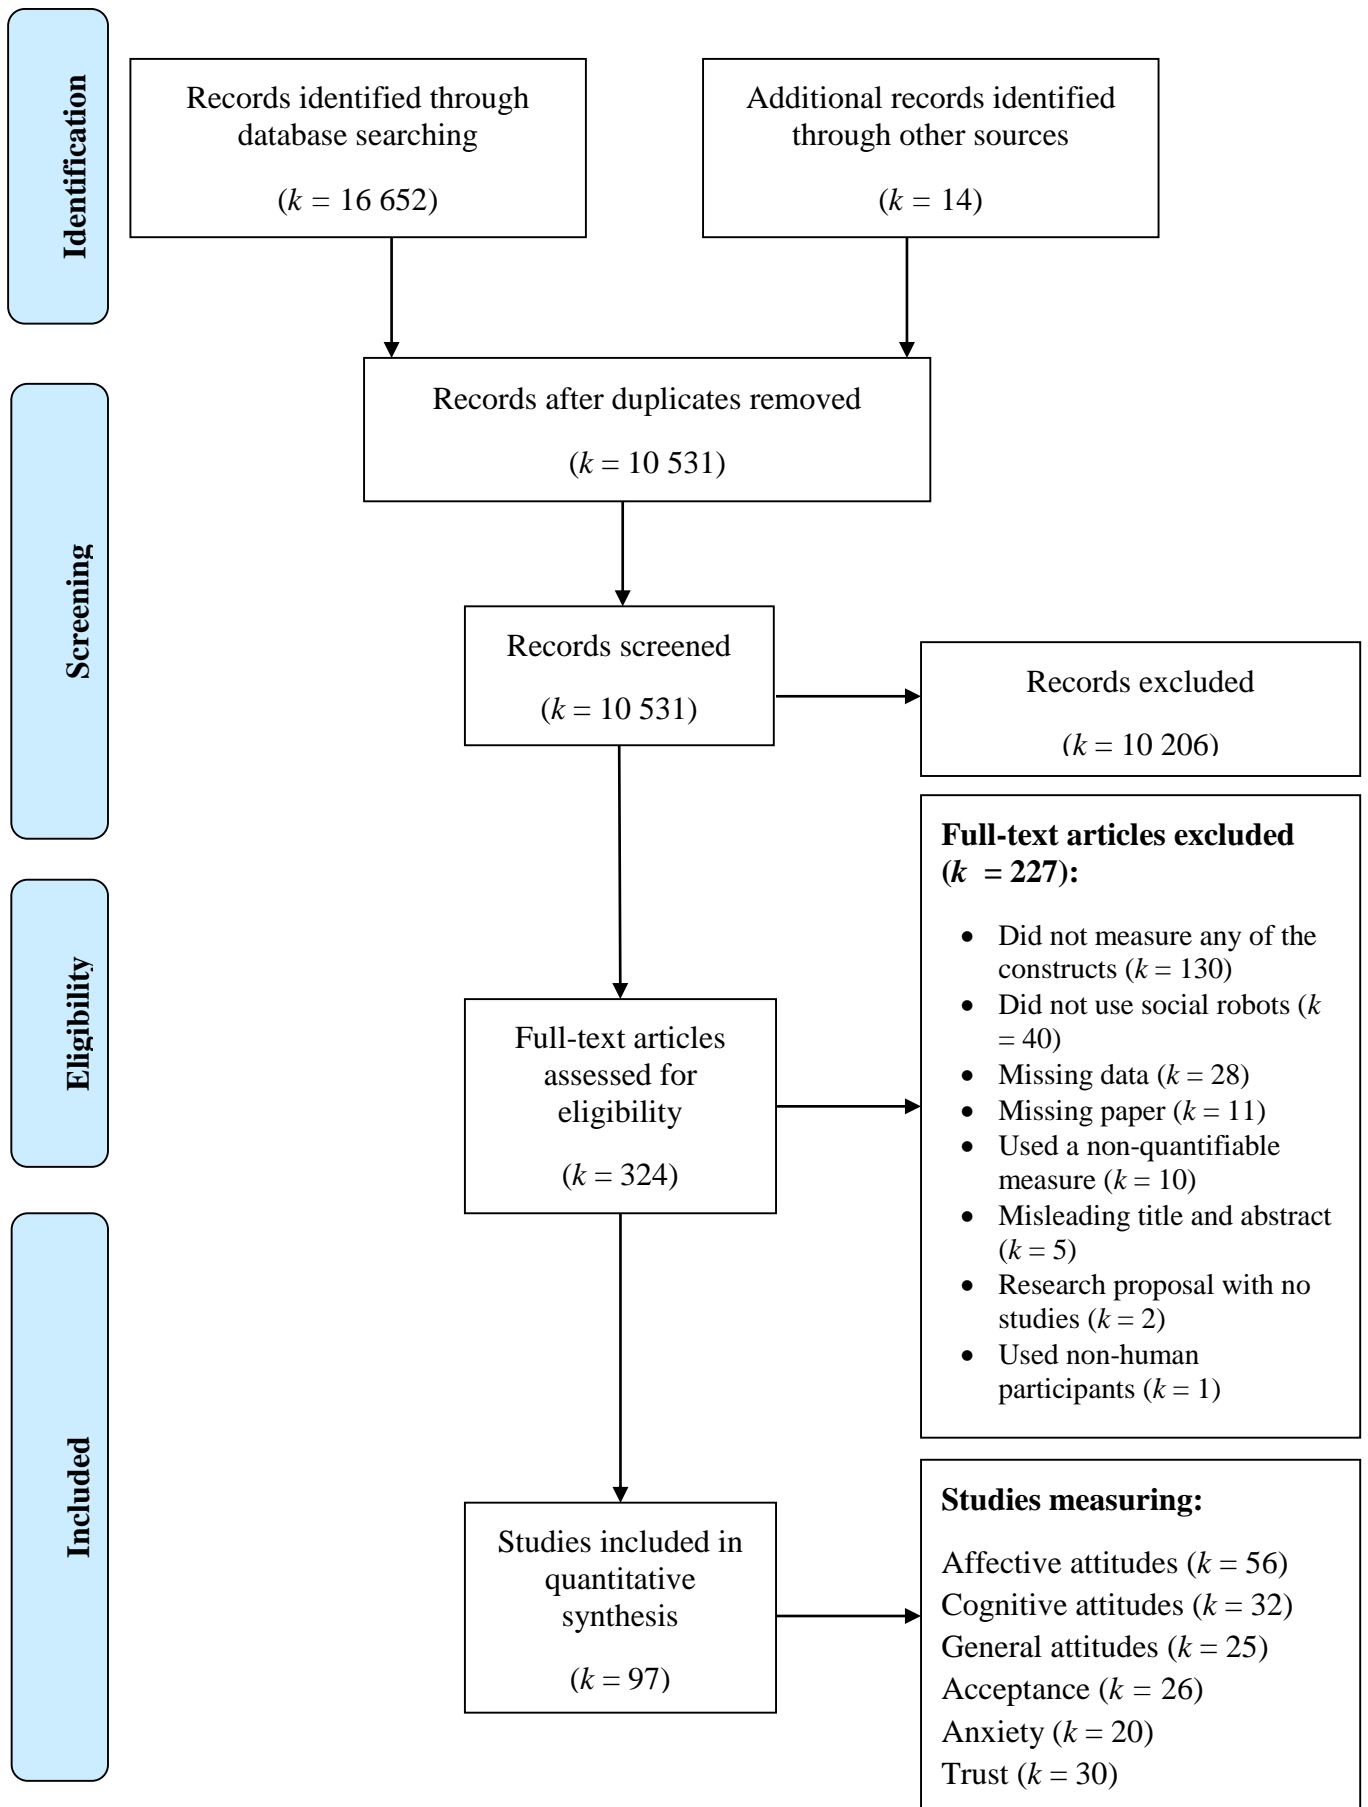 Identification
Records identified through
database searching
(k = 16 652)
Additional records identified
through other sources
(k = 14)
Records after duplicates removed
(k = 10 531)
Screening
Records screened
(k = 10 531)
Records excluded
(k = 10 206)
Eligibility
Full-text articles
assessed for
eligibility
(k = 324)
Full-text articles excluded
(k = 227):
• Did not measure any of the
constructs (k = 130)
• Did not use social robots (k
= 40)
• Missing data (k = 28)
• Missing paper (k = 11)
• Used a non-quantifiable
measure (k = 10)
• Misleading title and abstract
(k = 5)
• Research proposal with no
studies (k = 2)
• Used non-human
participants (k = 1)
Included
Studies included in
quantitative
synthesis
(k = 97)
Studies measuring:
Affective attitudes (k = 56)
Cognitive attitudes (k = 32)
General attitudes (k = 25)
Acceptance (k = 26)
Anxiety (k = 20)
Trust (k = 30)